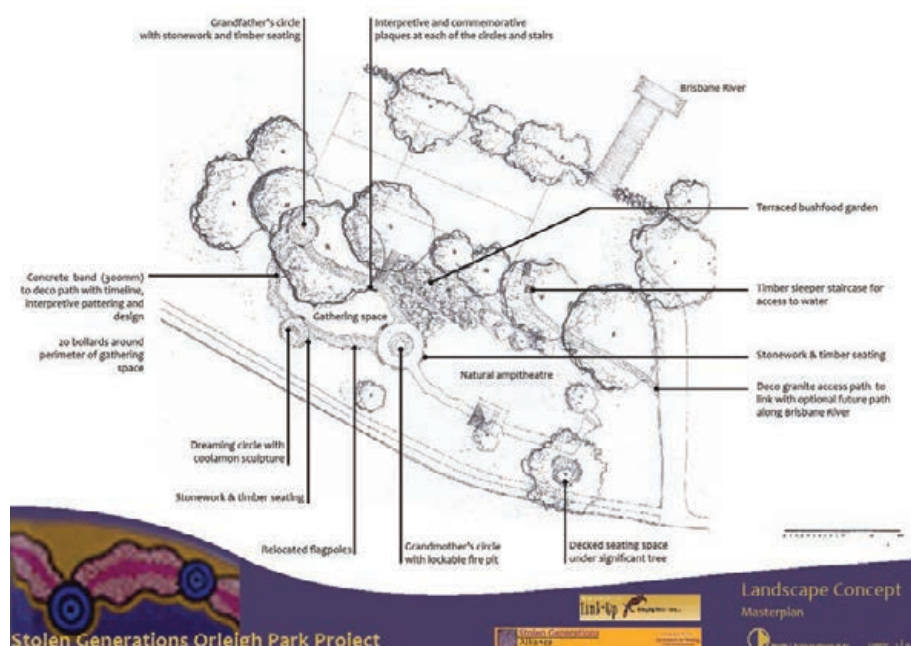 Grandfather's circle
with stonework and timber seating
Interpretive and commemorative
plaques at each of the circles and stairs
Brisbane River
Terraced bushfood garden
Concrete band (300mm)
to deco path with timeline,
interpretive pattering and
design
20 bollards around
perimeter of gathering
space
Gathering space
Timber sleeper staircase for
access to water
Stonework & timber seating
Natural ampitheatre
Deco granite access path to
link with optional future path
along Brisbane River
Dreaming circle with
coolamon sculpture
Stonework & timber seating
Relocated flagpoles
Grandmother's circle
with lockable fire pit
Decked seating space
under significant tree
Landscape Concept
Masterplan
Link-Up
Stolen Generations
Alliance
Stolen Generations Orleigh Park Project